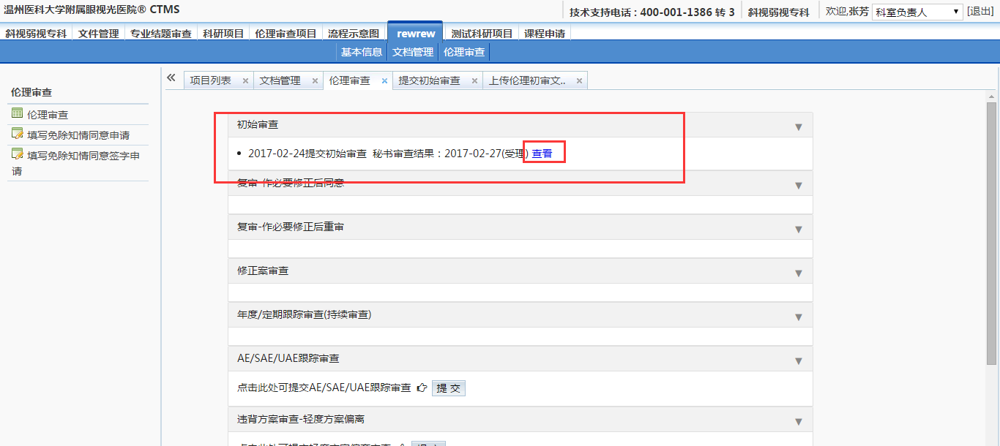 温州医科大学附属眼视光医院® CTMS
技术支持电话：400-001-1386 转 3 斜视弱视专科 欢迎,张芳 科室负责人 [退出]
斜视弱视专科 文件管理 专业结题审查 科研项目 伦理审查项目 流程示意图 rewrew 测试科研项目 课程申请
基本信息 文档管理 伦理审查
项目列表 文档管理 伦理审查 提交初始审查 上传伦理初审文..
伦理审查
伦理审查
填写免除知情同意申请
填写免除知情同意签字申
请
初始审查
2017-02-24提交初始审查 秘书审查结果：2017-02-27(受理) 查看
复审-作必要修正后同意
复审-作必要修正后重审
修正案审查
年度/定期跟踪审查(持续审查)
AE/SAE/UAE跟踪审查
点击此处可提交AE/SAE/UAE跟踪审查 提 交
违背方案审查-轻度方案偏离